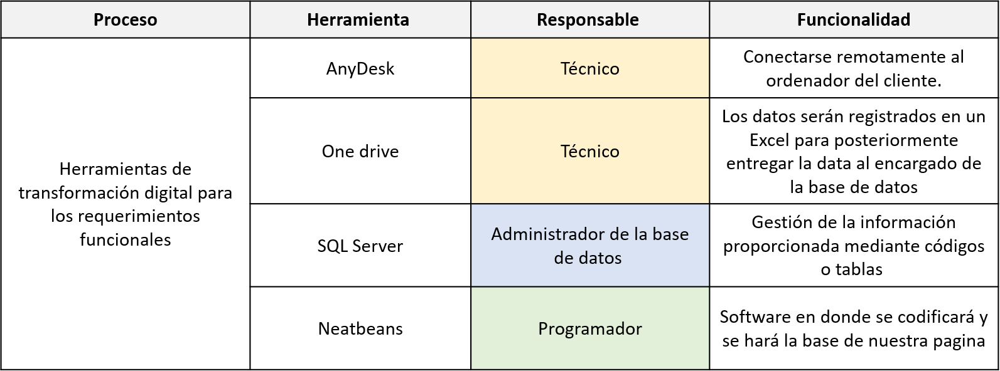 Proceso
Herramienta
Responsable
Funcionalidad
Herramientas de
transformación digital para
los requerimientos
funcionales
AnyDesk
Técnico
Conectarse remotamente al
ordenador del cliente.
One drive
Técnico
Los datos serán registrados en un
Excel para posteriormente
entregar la data al encargado de
la base de datos
SQL Server
Administrador de la base
de datos
Gestión de la información
proporcionada mediante códigos
o tablas
Neatbeans
Programador
Software en donde se codificará y
se hará la base de nuestra pagina